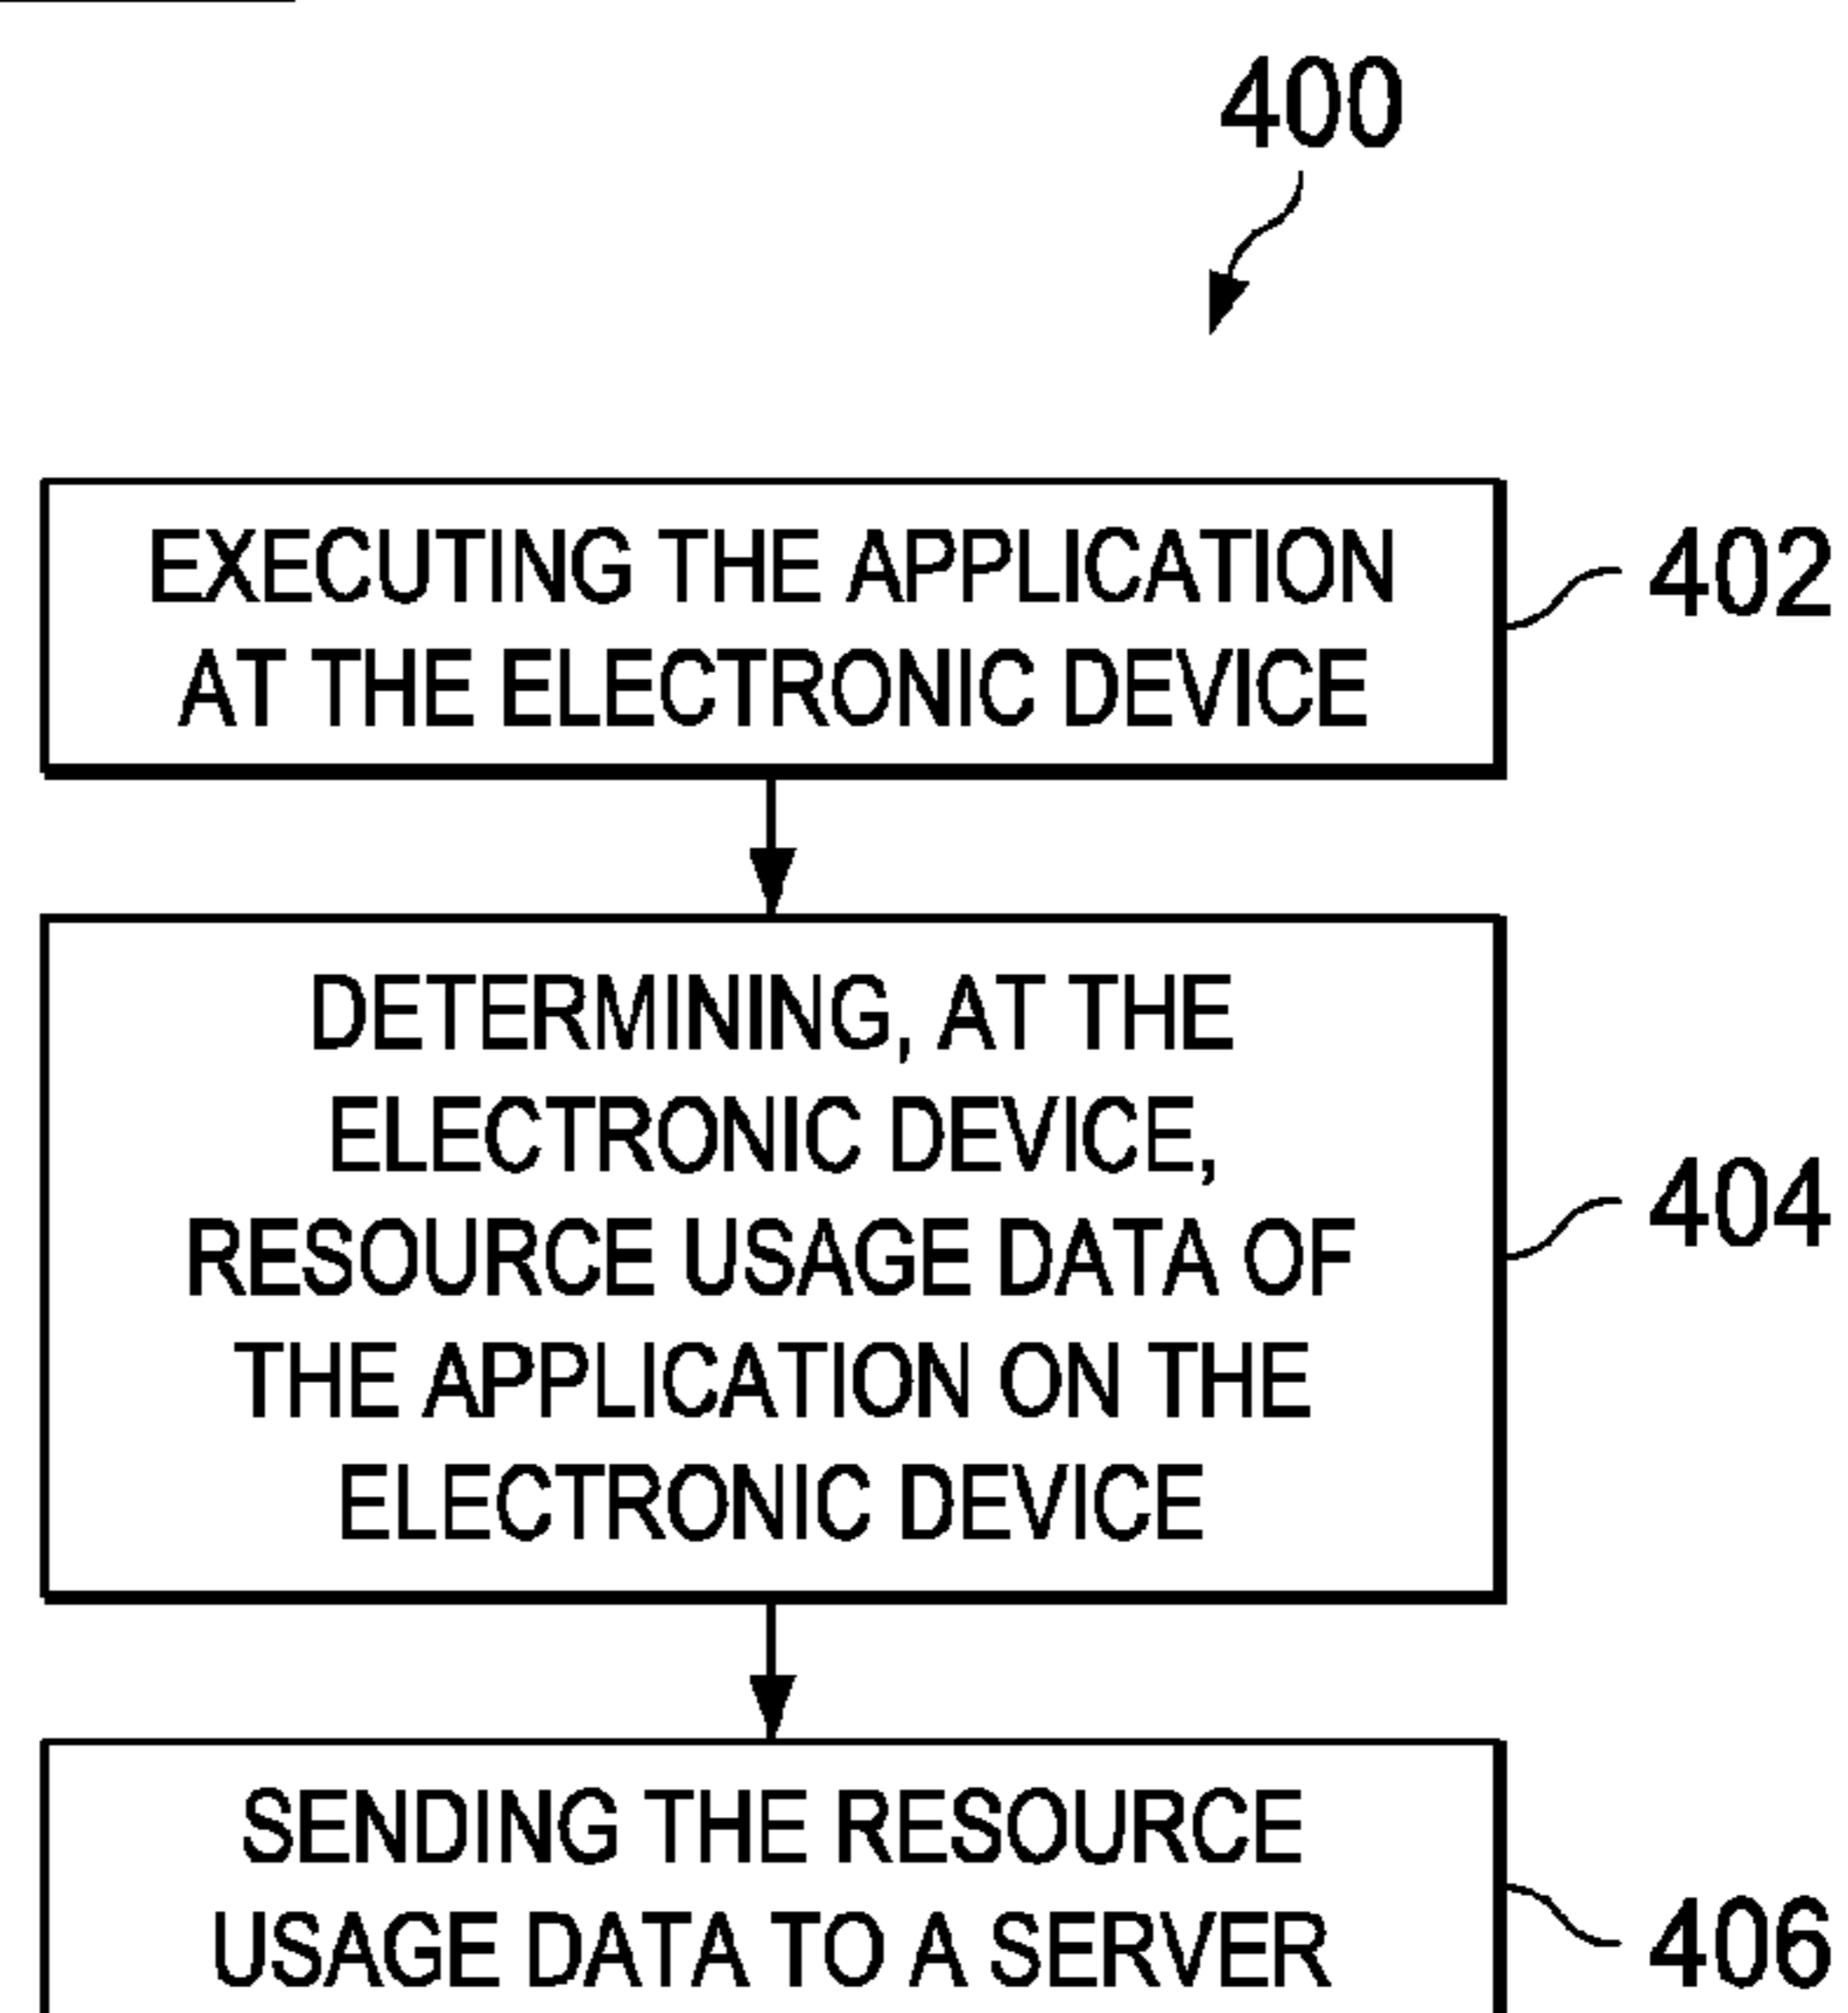 400
EXECUTING THE APPLICATION
AT THE ELECTRONIC DEVICE
402
DETERMINING, AT THE
ELECTRONIC DEVICE,
RESOURCE USAGE DATA OF
THE APPLICATION ON THE
ELECTRONIC DEVICE
404
SENDING THE RESOURCE
USAGE DATA TO A SERVER
406